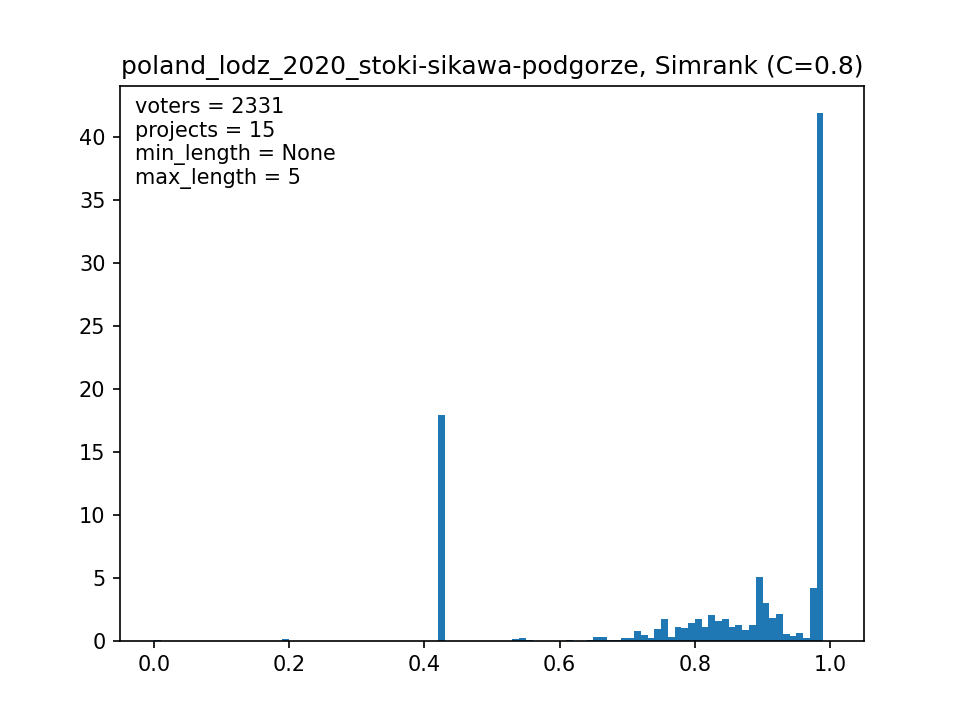 poland_lodz_2020_stoki-sikawa-podgorze, Simrank (C=0.8)
voters = 2331
projects = 15
min_length = None
max_length = 5
40
35
30
25
20
15
10
5
0
0.0 0.2 0.4 0.6 0.8 1.0